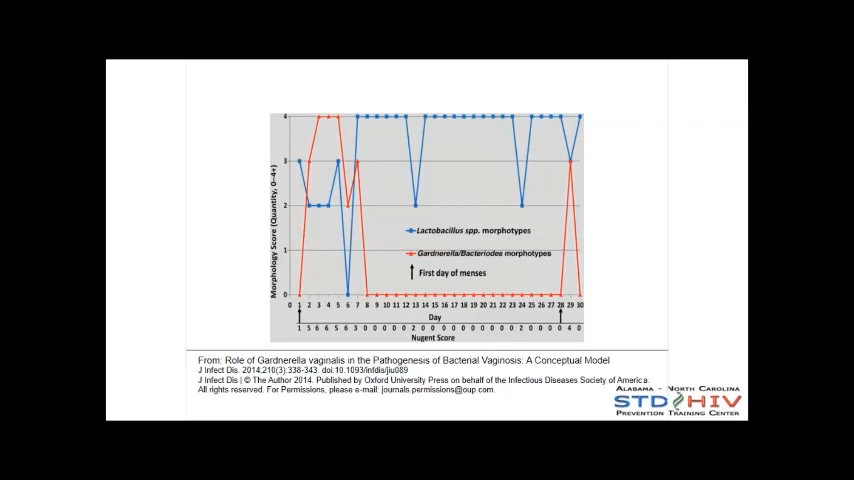 4
3
2
1
0
Morphology Score (Quantity, 0–4+)
Lactobacillus spp. morphotypes
Gardnerella/Bacteriodes morphotypes
First day of menses
0 1 2 3 4 5 6 7 8 9 10 11 12 13 14 15 16 17 18 19 20 21 22 23 24 25 26 27 28 29 30
Day
1 5 6 6 5 6 3 0 0 0 0 0 2 0 0 0 0 0 0 0 0 0 0 2 0 0 0 0 4 0
Nugent Score
From: Role of Gardnerella vaginalis in the Pathogenesis of Bacterial Vaginosis: A Conceptual Model
J Infect Dis. 2014;210(3):338-343. doi:10.1093/infdis/jiu089
J Infect Dis | © The Author 2014. Published by Oxford University Press on behalf of the Infectious Diseases Society of America.
All rights reserved. For Permissions, please e-mail: journals.permissions@oup.com.
Alabama – North Carolina
STD HIV
Prevention Training Center